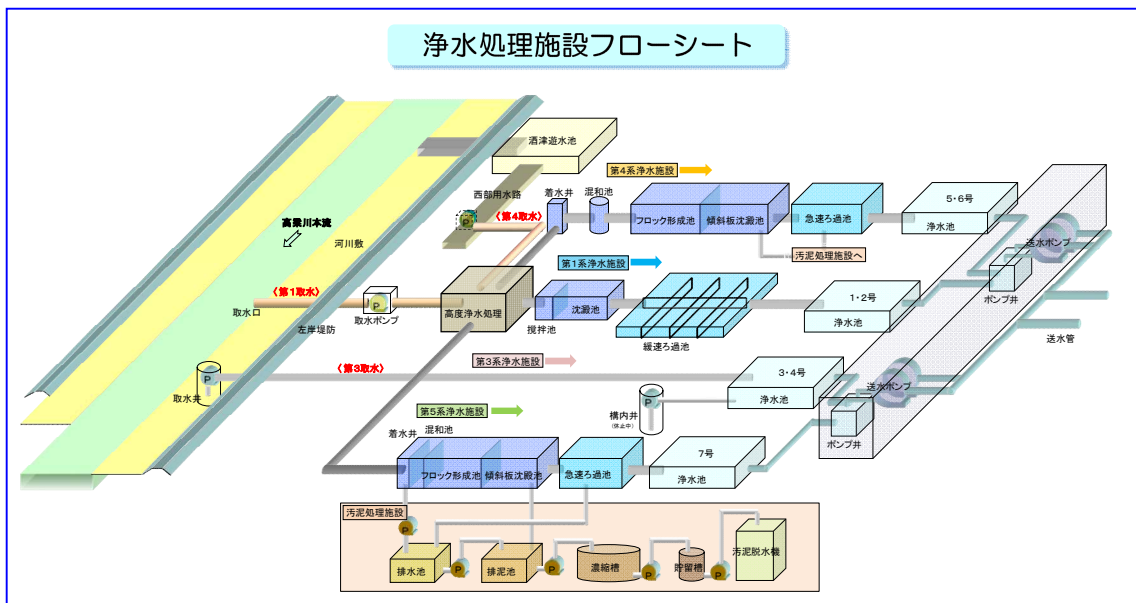 浄水処理施設フローシート
酒津遊水池
第4系浄水施設
西部用水路
着水井
混和池
P
〈第4取水〉
フロック形成池
傾斜板沈澱池
急速ろ過池
5・6号
浄水池
送水ポンプ
高梁川本流
河川敷
汚泥処理施設へ
第1系浄水施設
ポンプ井
〈第1取水〉
取水口
P
取水ポンプ
左岸堤防
高度浄水処理
撹拌池
沈澱池
緩速ろ過池
1・2号
浄水池
送水管
〈第3取水〉
第3系浄水施設
P
取水井
3・4号
浄水池
送水ポンプ
P
構内井
(休止中)
ポンプ井
第5系浄水施設
着水井
混和池
フロック形成池
傾斜板沈澱池
急速ろ過池
7号
浄水池
汚泥処理施設
P
排水池
P
排泥池
P
濃縮槽
P
貯留槽
P
汚泥脱水機